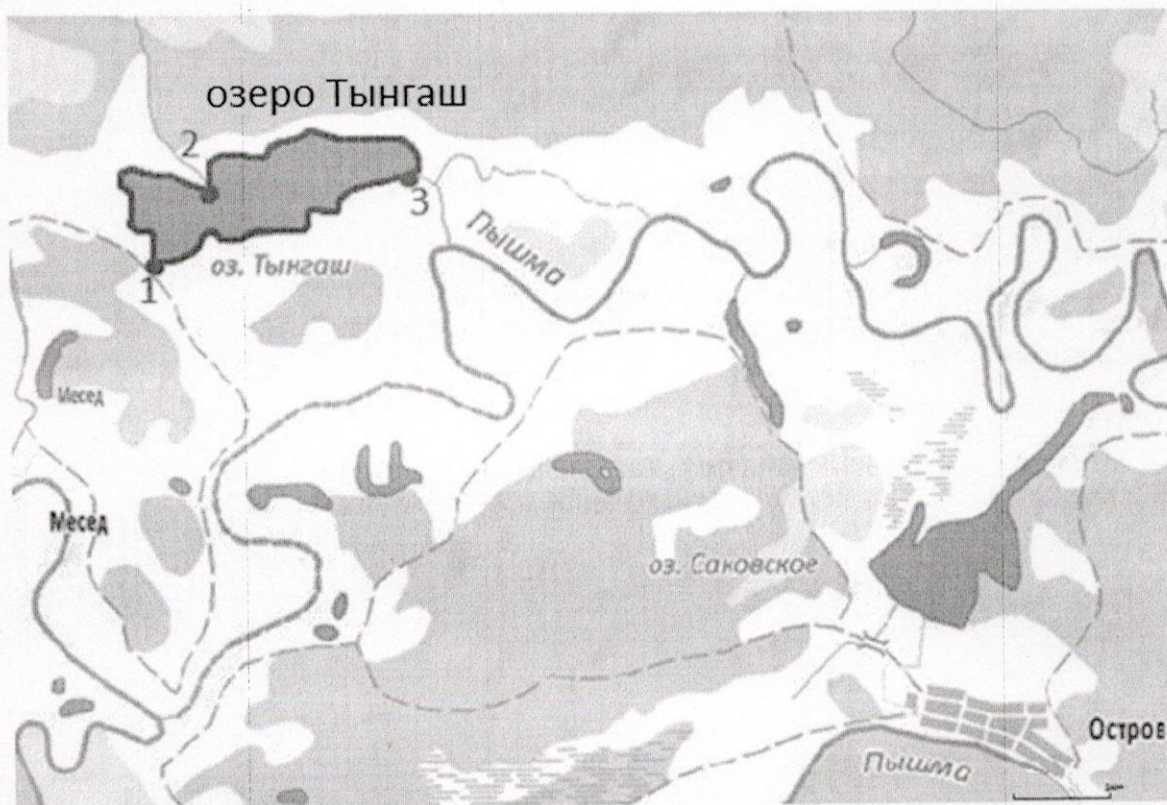 озеро Тынгаш
2
3
Пышма
оз. Тынгаш
1
Месед
Месед
оз. Саковское
Остров
Пышма